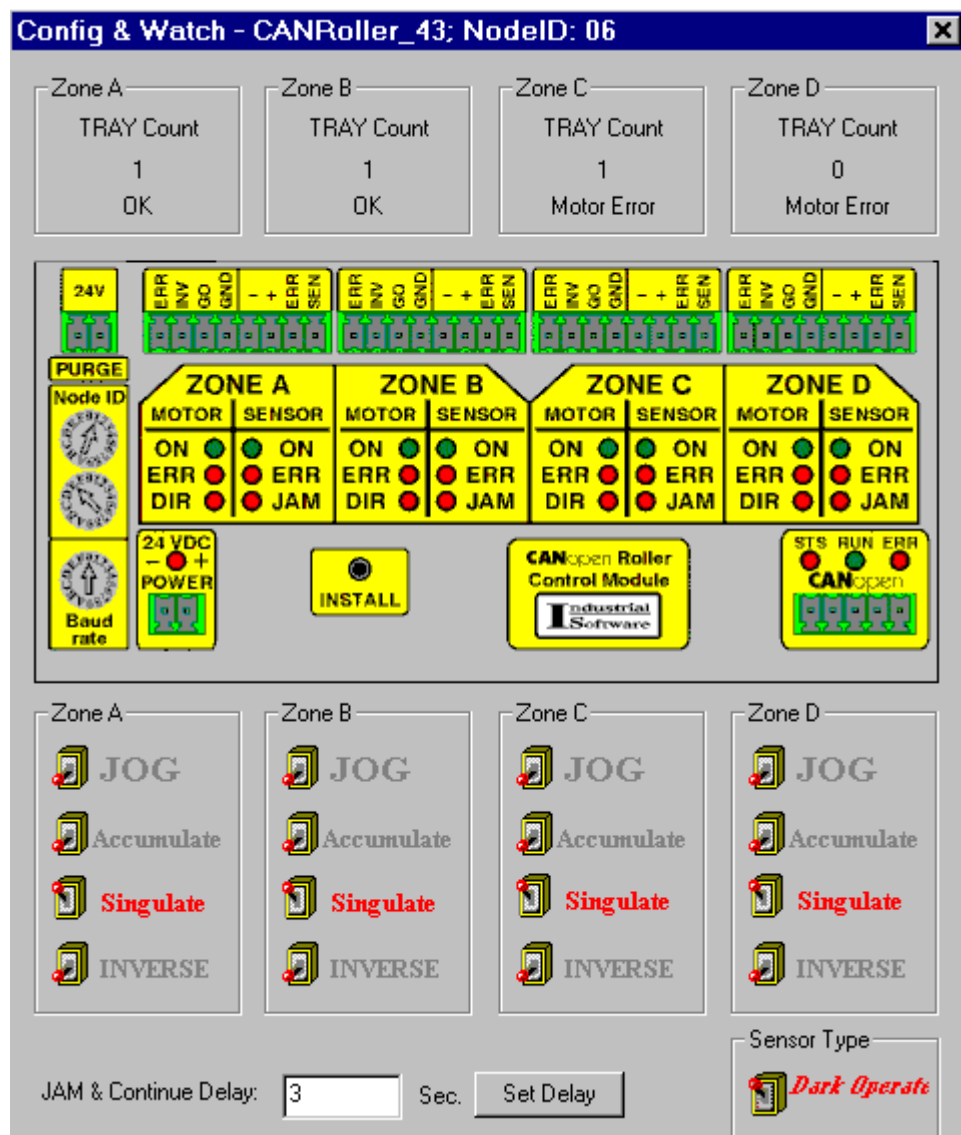 Config & Watch - CANRoller_43; NodeID: 06
Zone A
TRAY Count
1
OK
Zone B
TRAY Count
1
OK
Zone C
TRAY Count
1
Motor Error
Zone D
TRAY Count
0
Motor Error
24V
ERR INV GO GND - + ERR SEN
ERR INV GO GND - + ERR SEN
ERR INV GO GND - + ERR SEN
ERR INV GO GND - + ERR SEN
PURGE
Node ID
ZONE A
MOTOR SENSOR
ON ON
ERR ERR
DIR JAM
ZONE B
MOTOR SENSOR
ON ON
ERR ERR
DIR JAM
ZONE C
MOTOR SENSOR
ON ON
ERR ERR
DIR JAM
ZONE D
MOTOR SENSOR
ON ON
ERR ERR
DIR JAM
Baud
rate
24 VDC
- +
POWER
INSTALL
CANopen Roller
Control Module
Industrial
Software
STS RUN ERR
CANopen
Zone A
JOG
Accumulate
Singulate
INVERSE
Zone B
JOG
Accumulate
Singulate
INVERSE
Zone C
JOG
Accumulate
Singulate
INVERSE
Zone D
JOG
Accumulate
Singulate
INVERSE
JAM & Continue Delay: 3 Sec. Set Delay
Sensor Type
Dark Operate